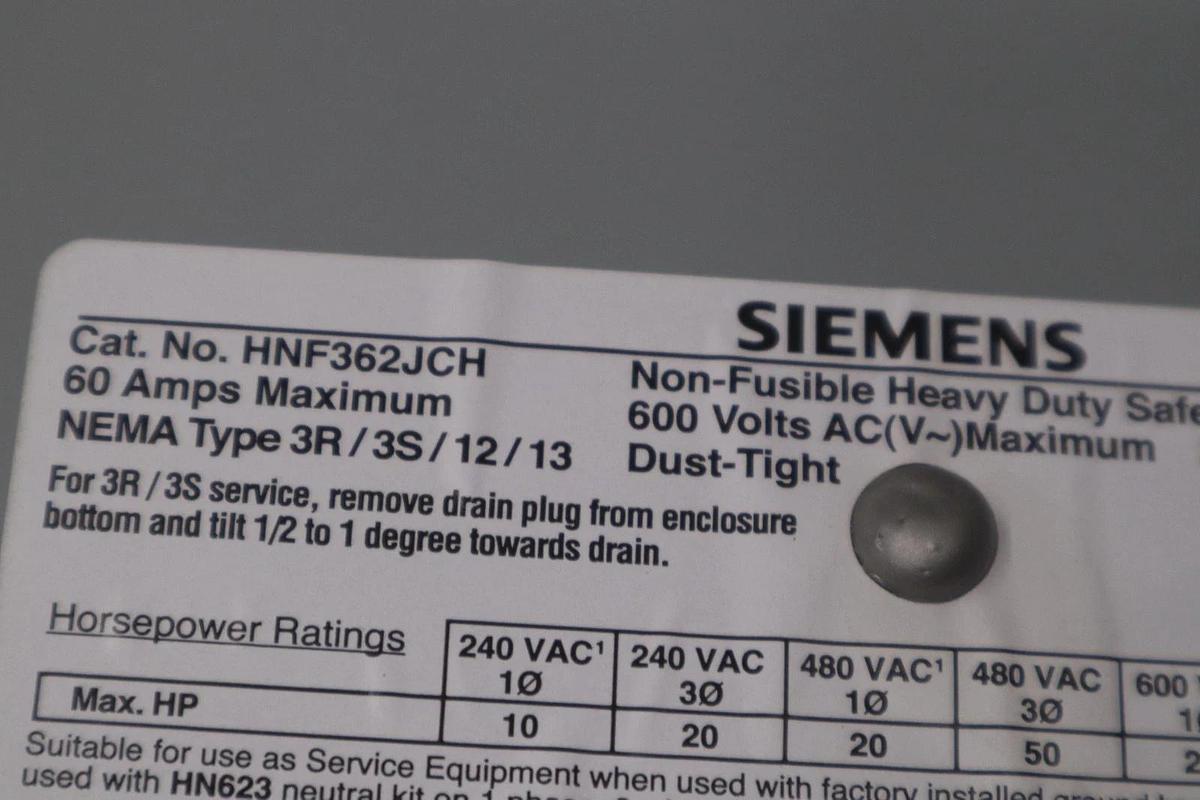 SIEMENS
Cat. No. HNF362JCH
60 Amps Maximum
NEMA Type 3R / 3S / 12 / 13
Non-Fusible Heavy Duty
600 Volts AC(V~)Maximum
Dust-Tight
For 3R / 3S service, remove drain plug from enclosure
bottom and tilt 1/2 to 1 degree towards drain.
Horsepower Ratings
240 VAC¹ 240 VAC 480 VAC¹ 480 VAC 600
1Ø 3Ø 1Ø 3Ø
Max. HP 10 20 20 50
Suitable for use as Service Equipment when used with factory installed
used with HN623 neutral kit on 1